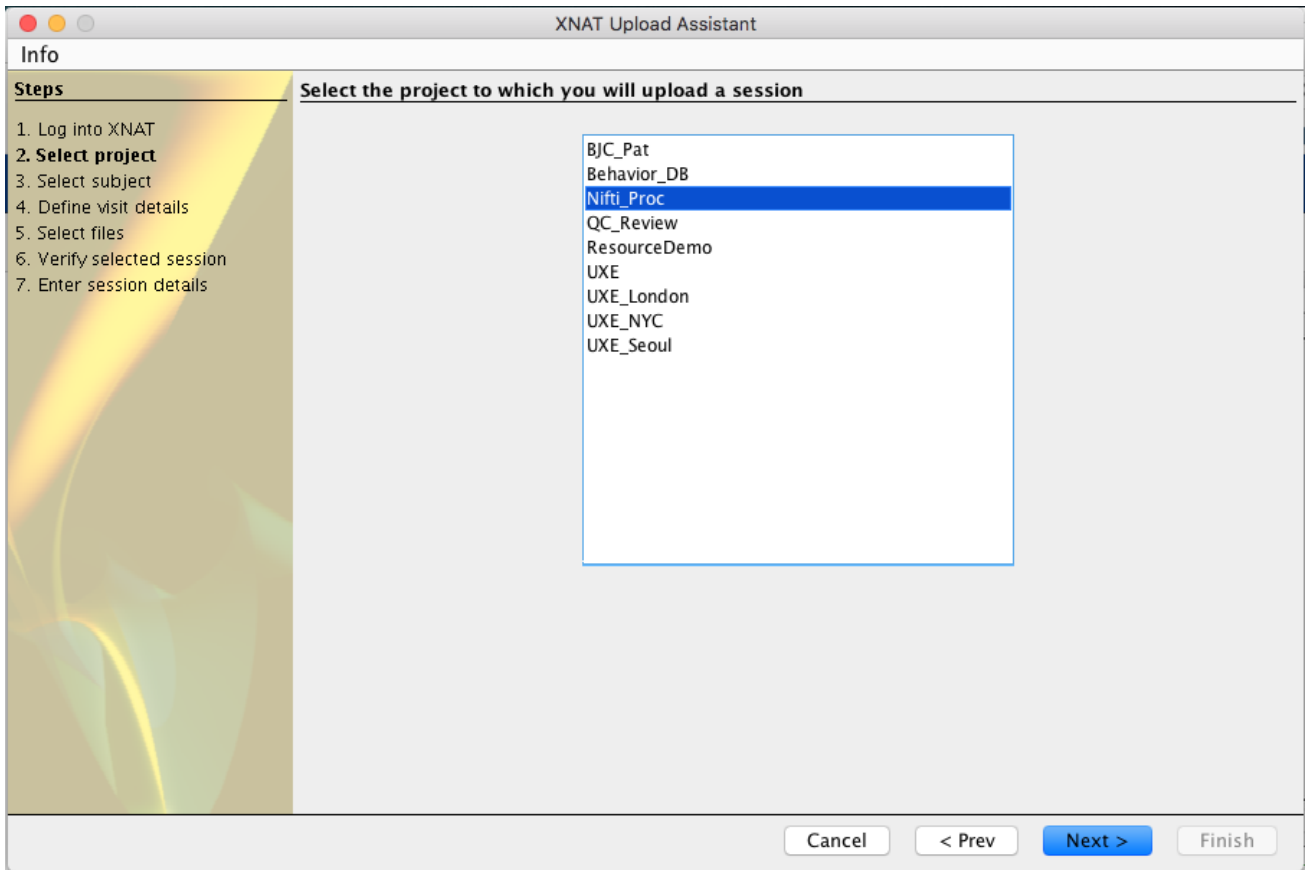 XNAT Upload Assistant
Info
Steps
1. Log into XNAT
2. Select project
3. Select subject
4. Define visit details
5. Select files
6. Verify selected session
7. Enter session details
Select the project to which you will upload a session
BJC_Pat
Behavior_DB
Nifti_Proc
QC_Review
ResourceDemo
UXE
UXE_London
UXE_NYC
UXE_Seoul
Cancel
< Prev
Next >
Finish